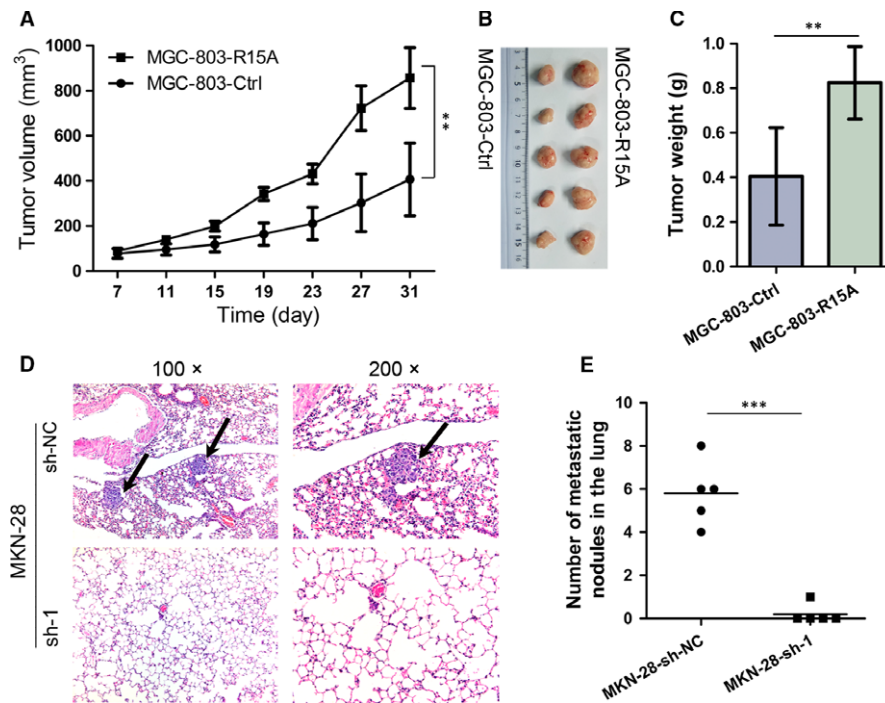 A
Tumor volume (mm³)
1000
800
600
400
200
0
MGC-803-R15A
MGC-803-Ctrl
**
7 11 15 19 23 27 31
Time (day)
B
MGC-803-Ctrl
MGC-803-R15A
C
**
Tumor weight (g)
1.0
0.8
0.6
0.4
0.2
0.0
MGC-803-Ctrl
MGC-803-R15A
D
100 × 200 ×
MKN-28
sh-NC
sh-1
E
***
Number of metastatic
nodules in the lung
10
8
6
4
2
0
MKN-28-sh-NC
MKN-28-sh-1